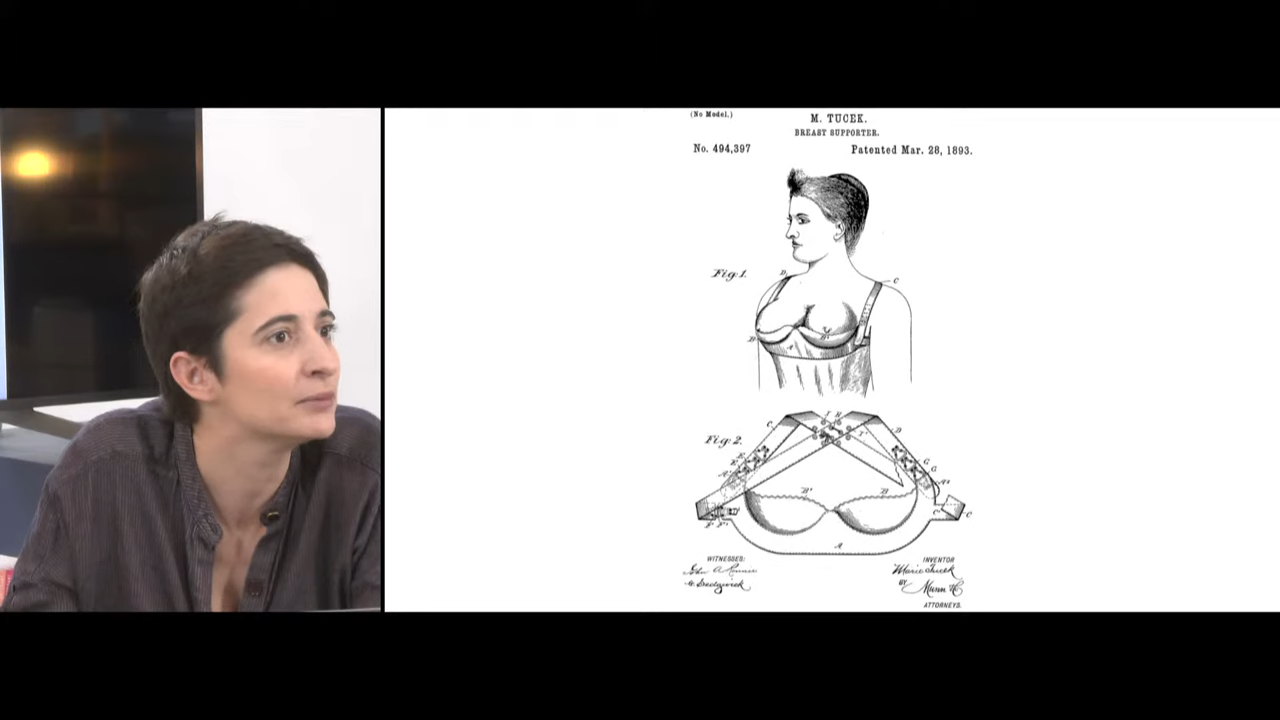 (No Model.)
M. TUCEK.
BREAST SUPPORTER.
No. 494,397
Patented Mar. 28, 1893.
Fig. 1.
D
C
D
B'
A
Fig. 2.
I H
C
D
E
G
G
B'
B
C
A
WITNESSES:
INVENTOR
Sedgwick
Marie Tucek
BY
Munn
ATTORNEYS.